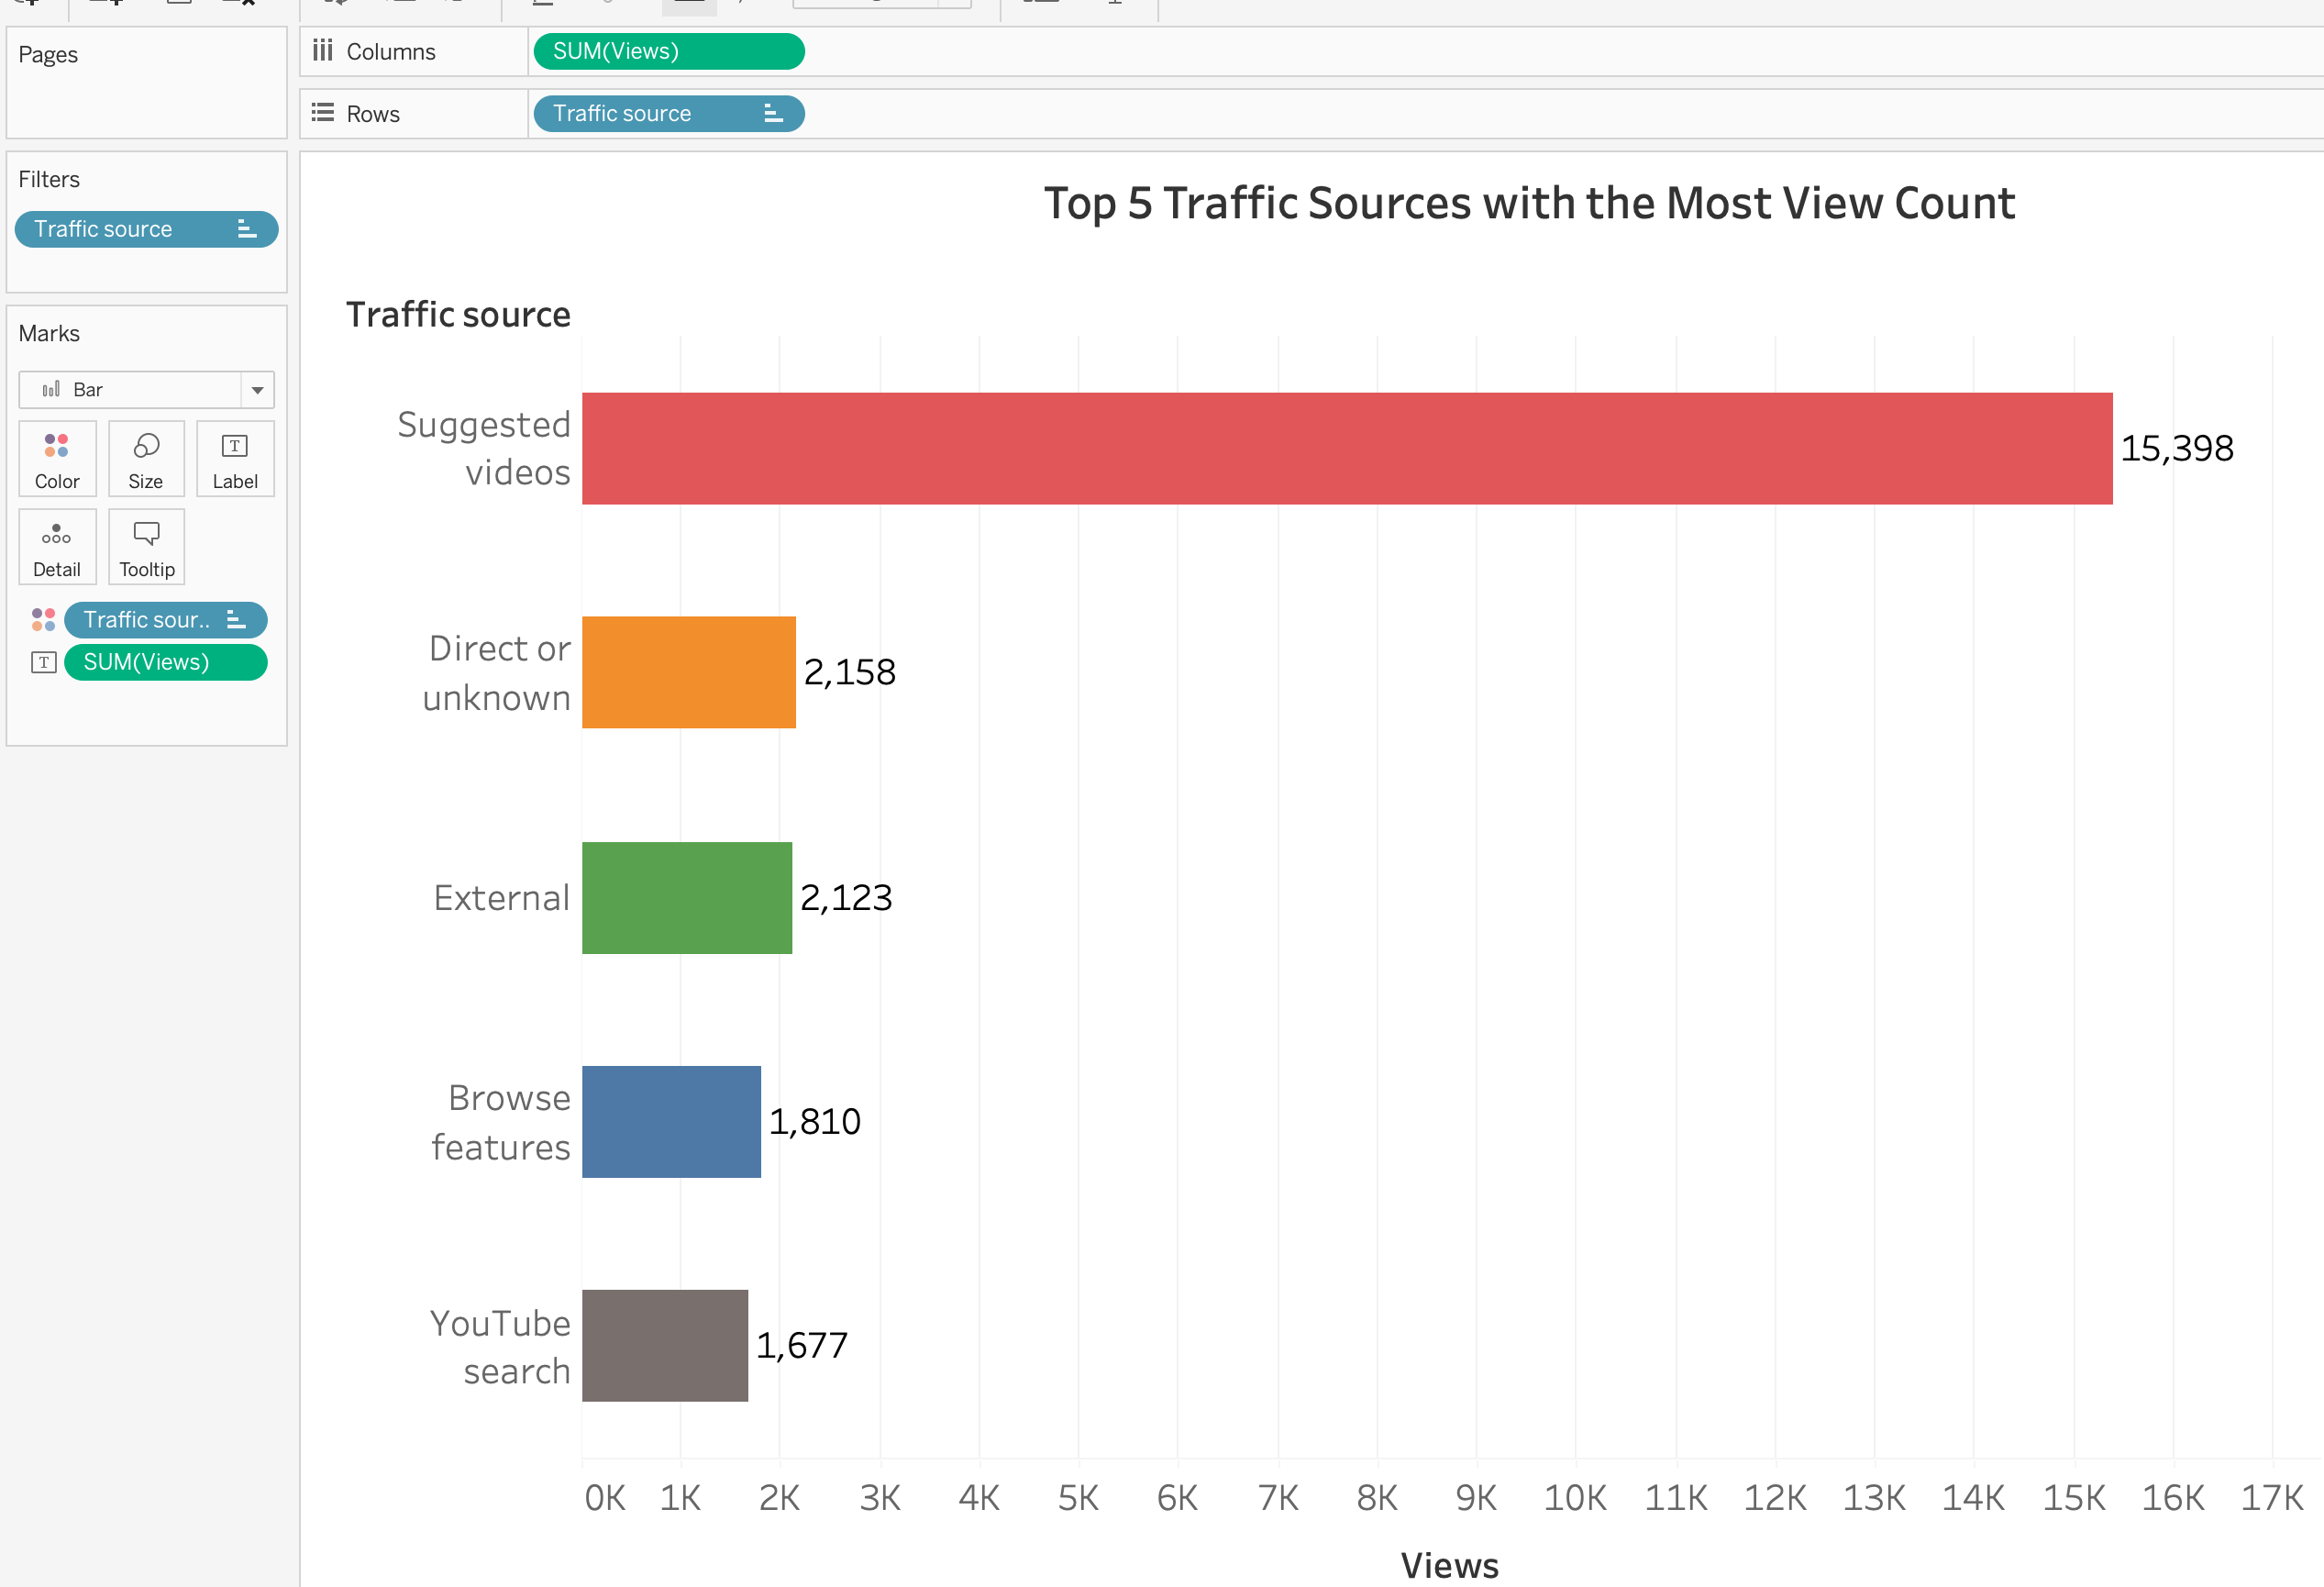 Pages
Columns
SUM(Views)
Rows
Traffic source
Filters
Traffic source
Marks
Bar
Color
Size
T
Label
Detail
Tooltip
Traffic sour..
T
SUM(Views)
Top 5 Traffic Sources with the Most View Count
Traffic source
Suggested
videos
15,398
Direct or
unknown
2,158
External
2,123
Browse
features
1,810
YouTube
search
1,677
0K 1K 2K 3K 4K 5K 6K 7K 8K 9K 10K 11K 12K 13K 14K 15K 16K 17K
Views